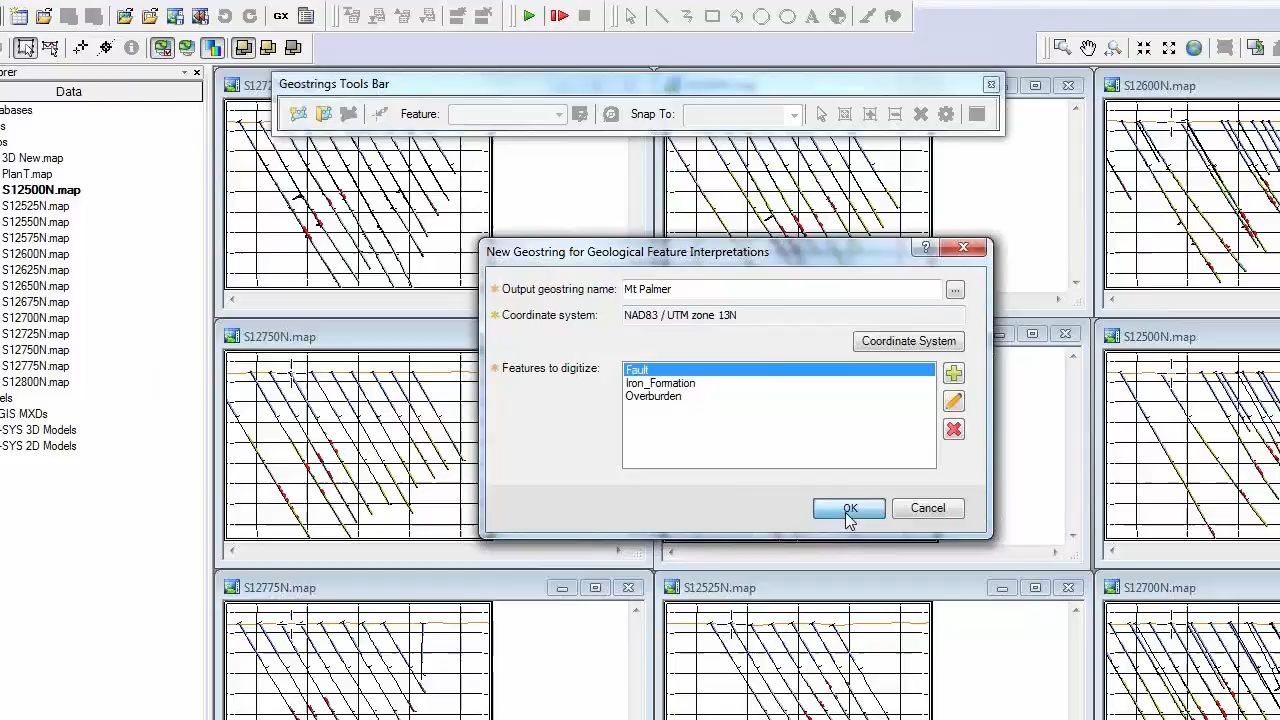 GX
orer
Data
abases
s
ps
3D New.map
PlanT.map
S12500N.map
S12525N.map
S12550N.map
S12575N.map
S12600N.map
S12625N.map
S12650N.map
S12675N.map
S12700N.map
S12725N.map
S12750N.map
S12775N.map
S12800N.map
els
GIS MXDs
-SYS 3D Models
-SYS 2D Models
Geostrings Tools Bar
Feature:
Snap To:
S12600N.map
New Geostring for Geological Feature Interpretations
?
Output geostring name:
Mt Palmer
...
Coordinate system:
NAD83 / UTM zone 13N
Coordinate System
Features to digitize:
Fault
Iron_Formation
Overburden
OK
Cancel
S12750N.map
S12500N.map
S12775N.map
S12525N.map
S12700N.map